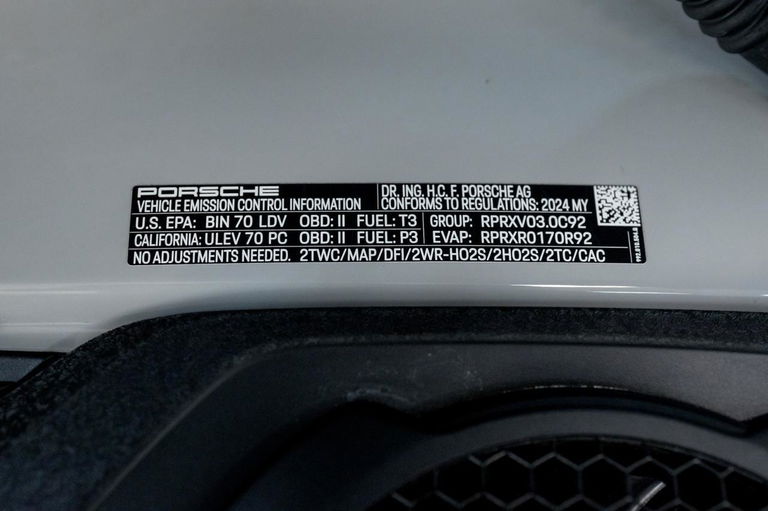 PORSCHE
VEHICLE EMISSION CONTROL INFORMATION
DR. ING. H.C. F. PORSCHE AG
CONFORMS TO REGULATIONS: 2024 MY
U.S. EPA: BIN 70 LDV OBD: II FUEL: T3 GROUP: RPRXV03.0C92
CALIFORNIA: ULEV 70 PC OBD: II FUEL: P3 EVAP: RPRXR0170R92
NO ADJUSTMENTS NEEDED. 2TWC/MAP/DFI/2WR-HO2S/2HO2S/2TC/CAC